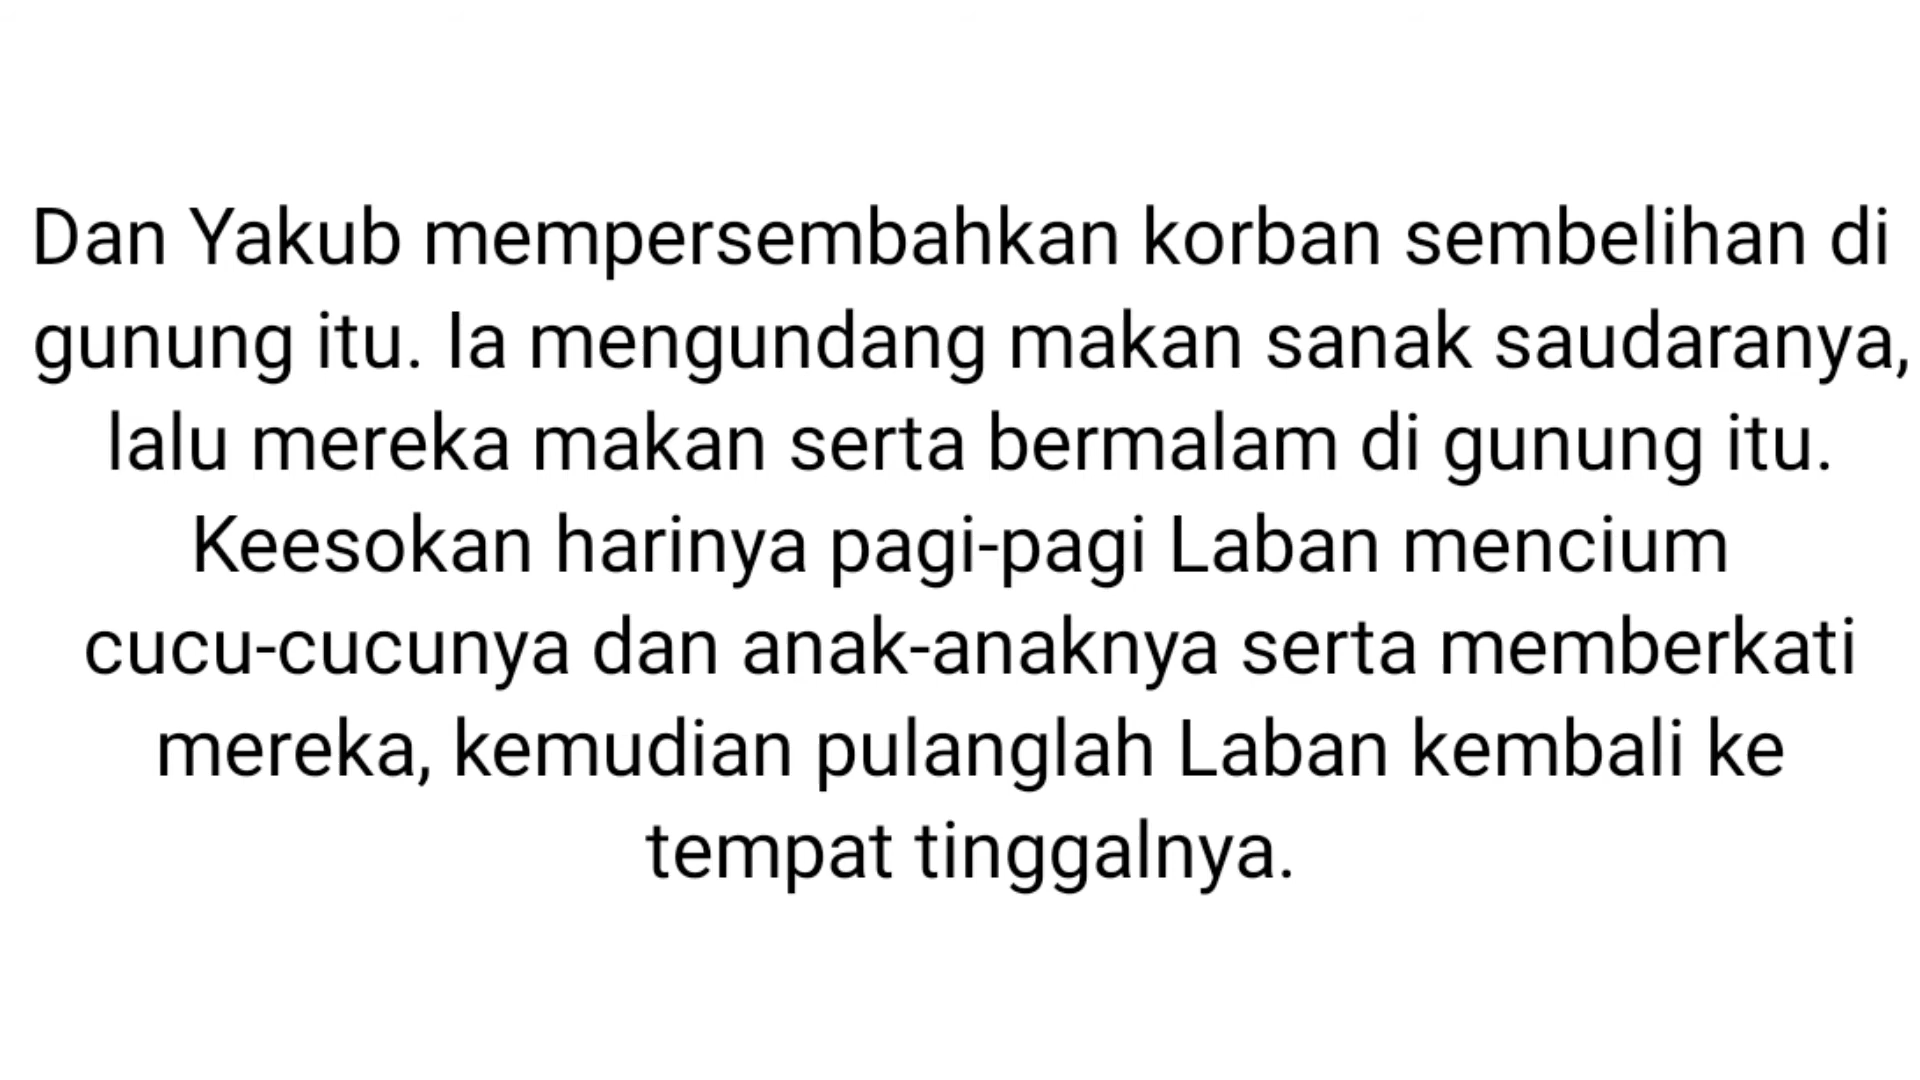 Dan Yakub mempersembahkan korban sembelihan di
gunung itu. Ia mengundang makan sanak saudaranya,
lalu mereka makan serta bermalam di gunung itu.
Keesokan harinya pagi-pagi Laban mencium
cucu-cucunya dan anak-anaknya serta memberkati
mereka, kemudian pulanglah Laban kembali ke
tempat tinggalnya.